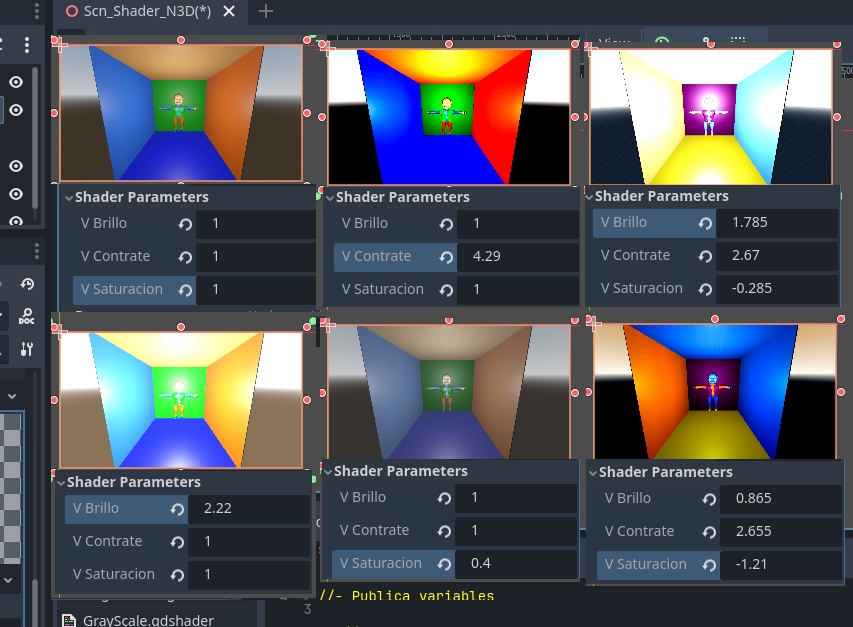 Scn_Shader_N3D(*)
Shader Parameters
V Brillo 1
V Contrate 1
V Saturacion 1
Shader Parameters
V Brillo 1
V Contrate 4.29
V Saturacion 1
Shader Parameters
V Brillo 1.785
V Contrate 2.67
V Saturacion -0.285
Shader Parameters
V Brillo 2.22
V Contrate 1
V Saturacion 1
Shader Parameters
V Brillo 1
V Contrate 1
V Saturacion 0.4
Shader Parameters
V Brillo 0.865
V Contrate 2.655
V Saturacion -1.21
//- Publica variables
3
GrayScale.gdshader